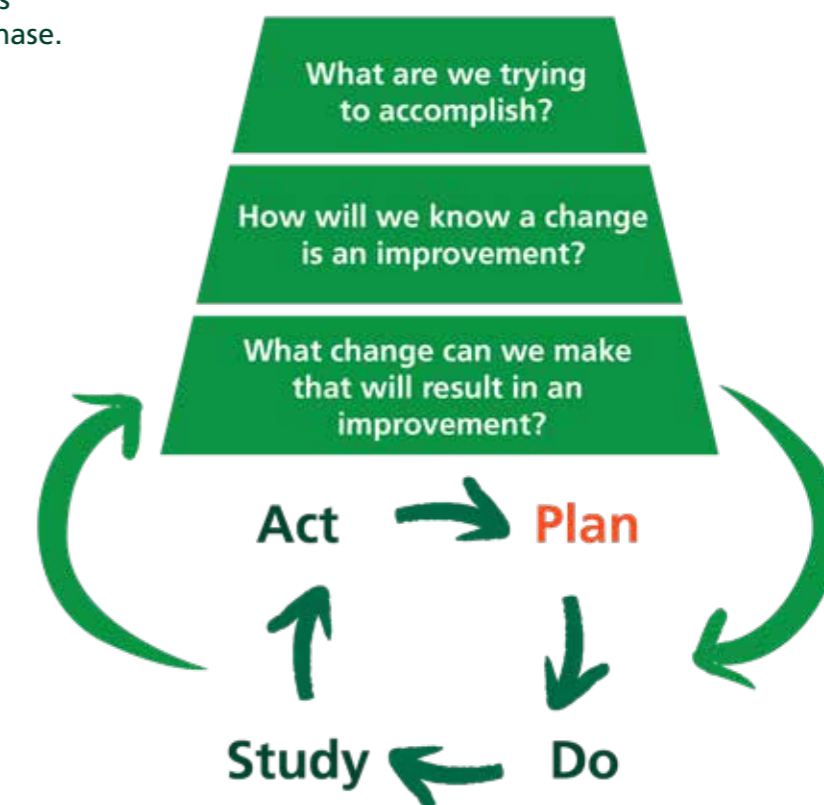 What are we trying
to accomplish?
How will we know a change
is an improvement?
What change can we make
that will result in an
improvement?
Act
Plan
Study
Do